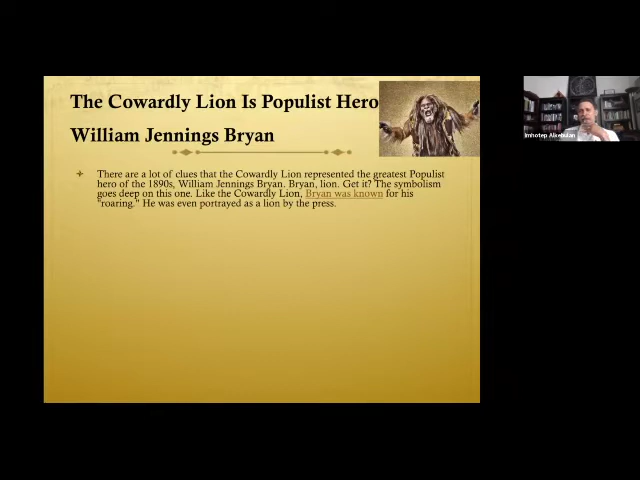 The Cowardly Lion Is Populist Hero
William Jennings Bryan
There are a lot of clues that the Cowardly Lion represented the greatest Populist
hero of the 1890s, William Jennings Bryan. Bryan, lion. Get it? The symbolism
goes deep on this one. Like the Cowardly Lion, Bryan was known for his
"roaring." He was even portrayed as a lion by the press.
Imhotep Alkebulan